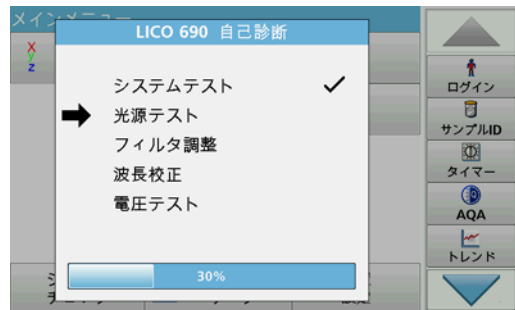 メインメニュー
LICO 690 自己診断
X
y
z
システムテスト
光源テスト
フィルタ調整
波長校正
電圧テスト
30%
ログイン
サンプルID
タイマー
AQA
トレンド